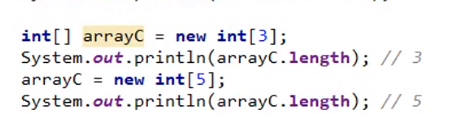 int[] arrayC = new int[3];
System.out.println(arrayC.length); // 3
arrayC = new int[5];
System.out.println(arrayC.length); // 5